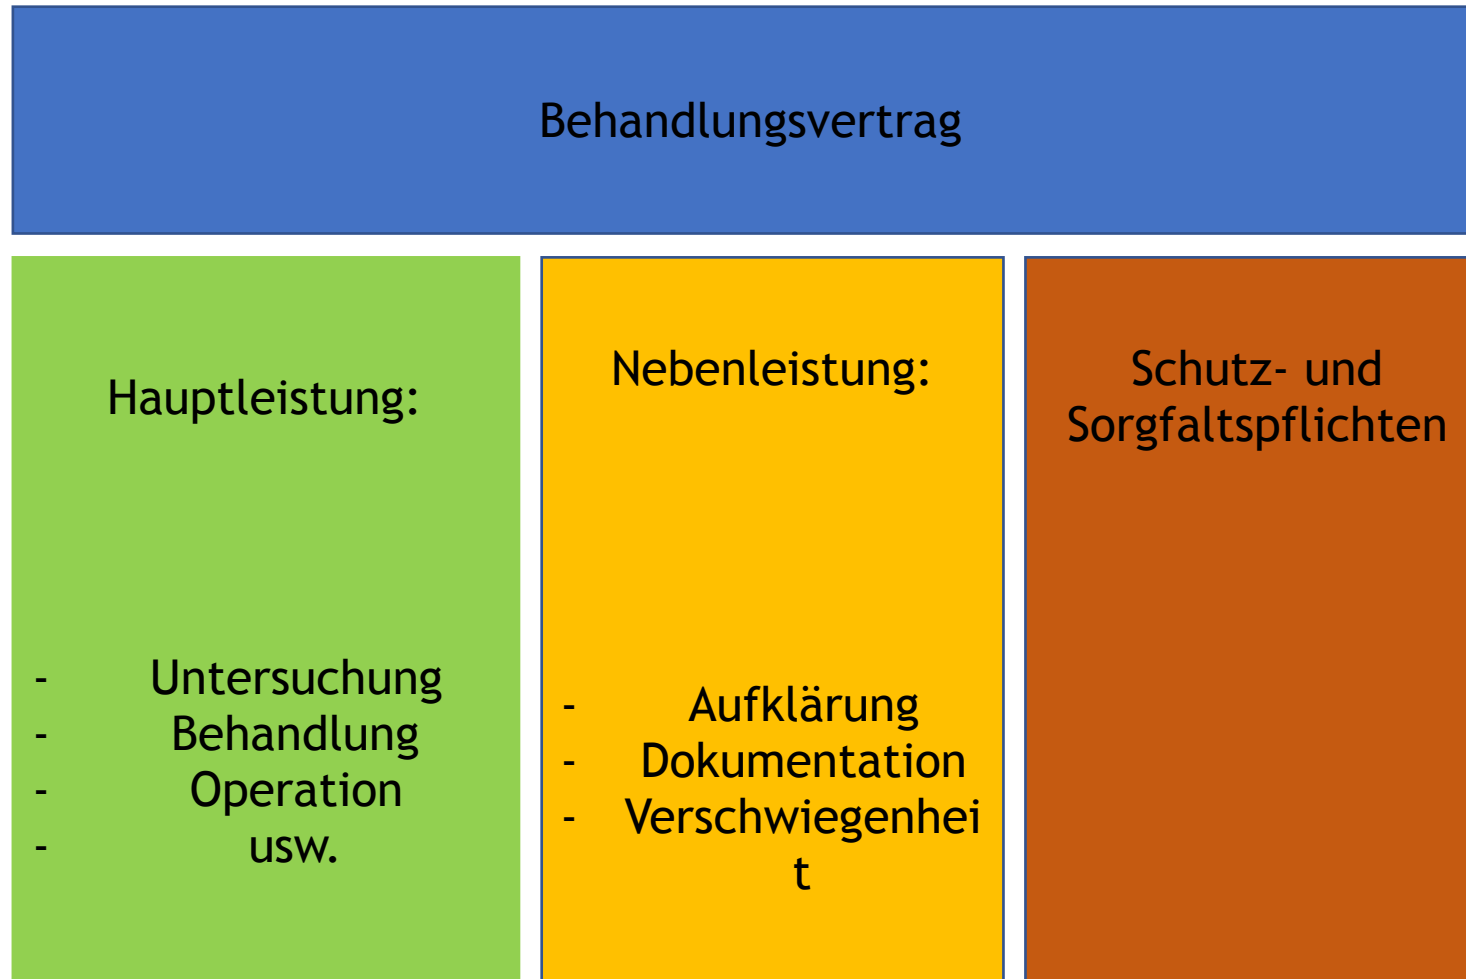 Behandlungsvertrag
Hauptleistung:
- Untersuchung
- Behandlung
- Operation
- usw.
Nebenleistung:
- Aufklärung
- Dokumentation
- Verschwiegenhei
t
Schutz- und
Sorgfaltspflichten